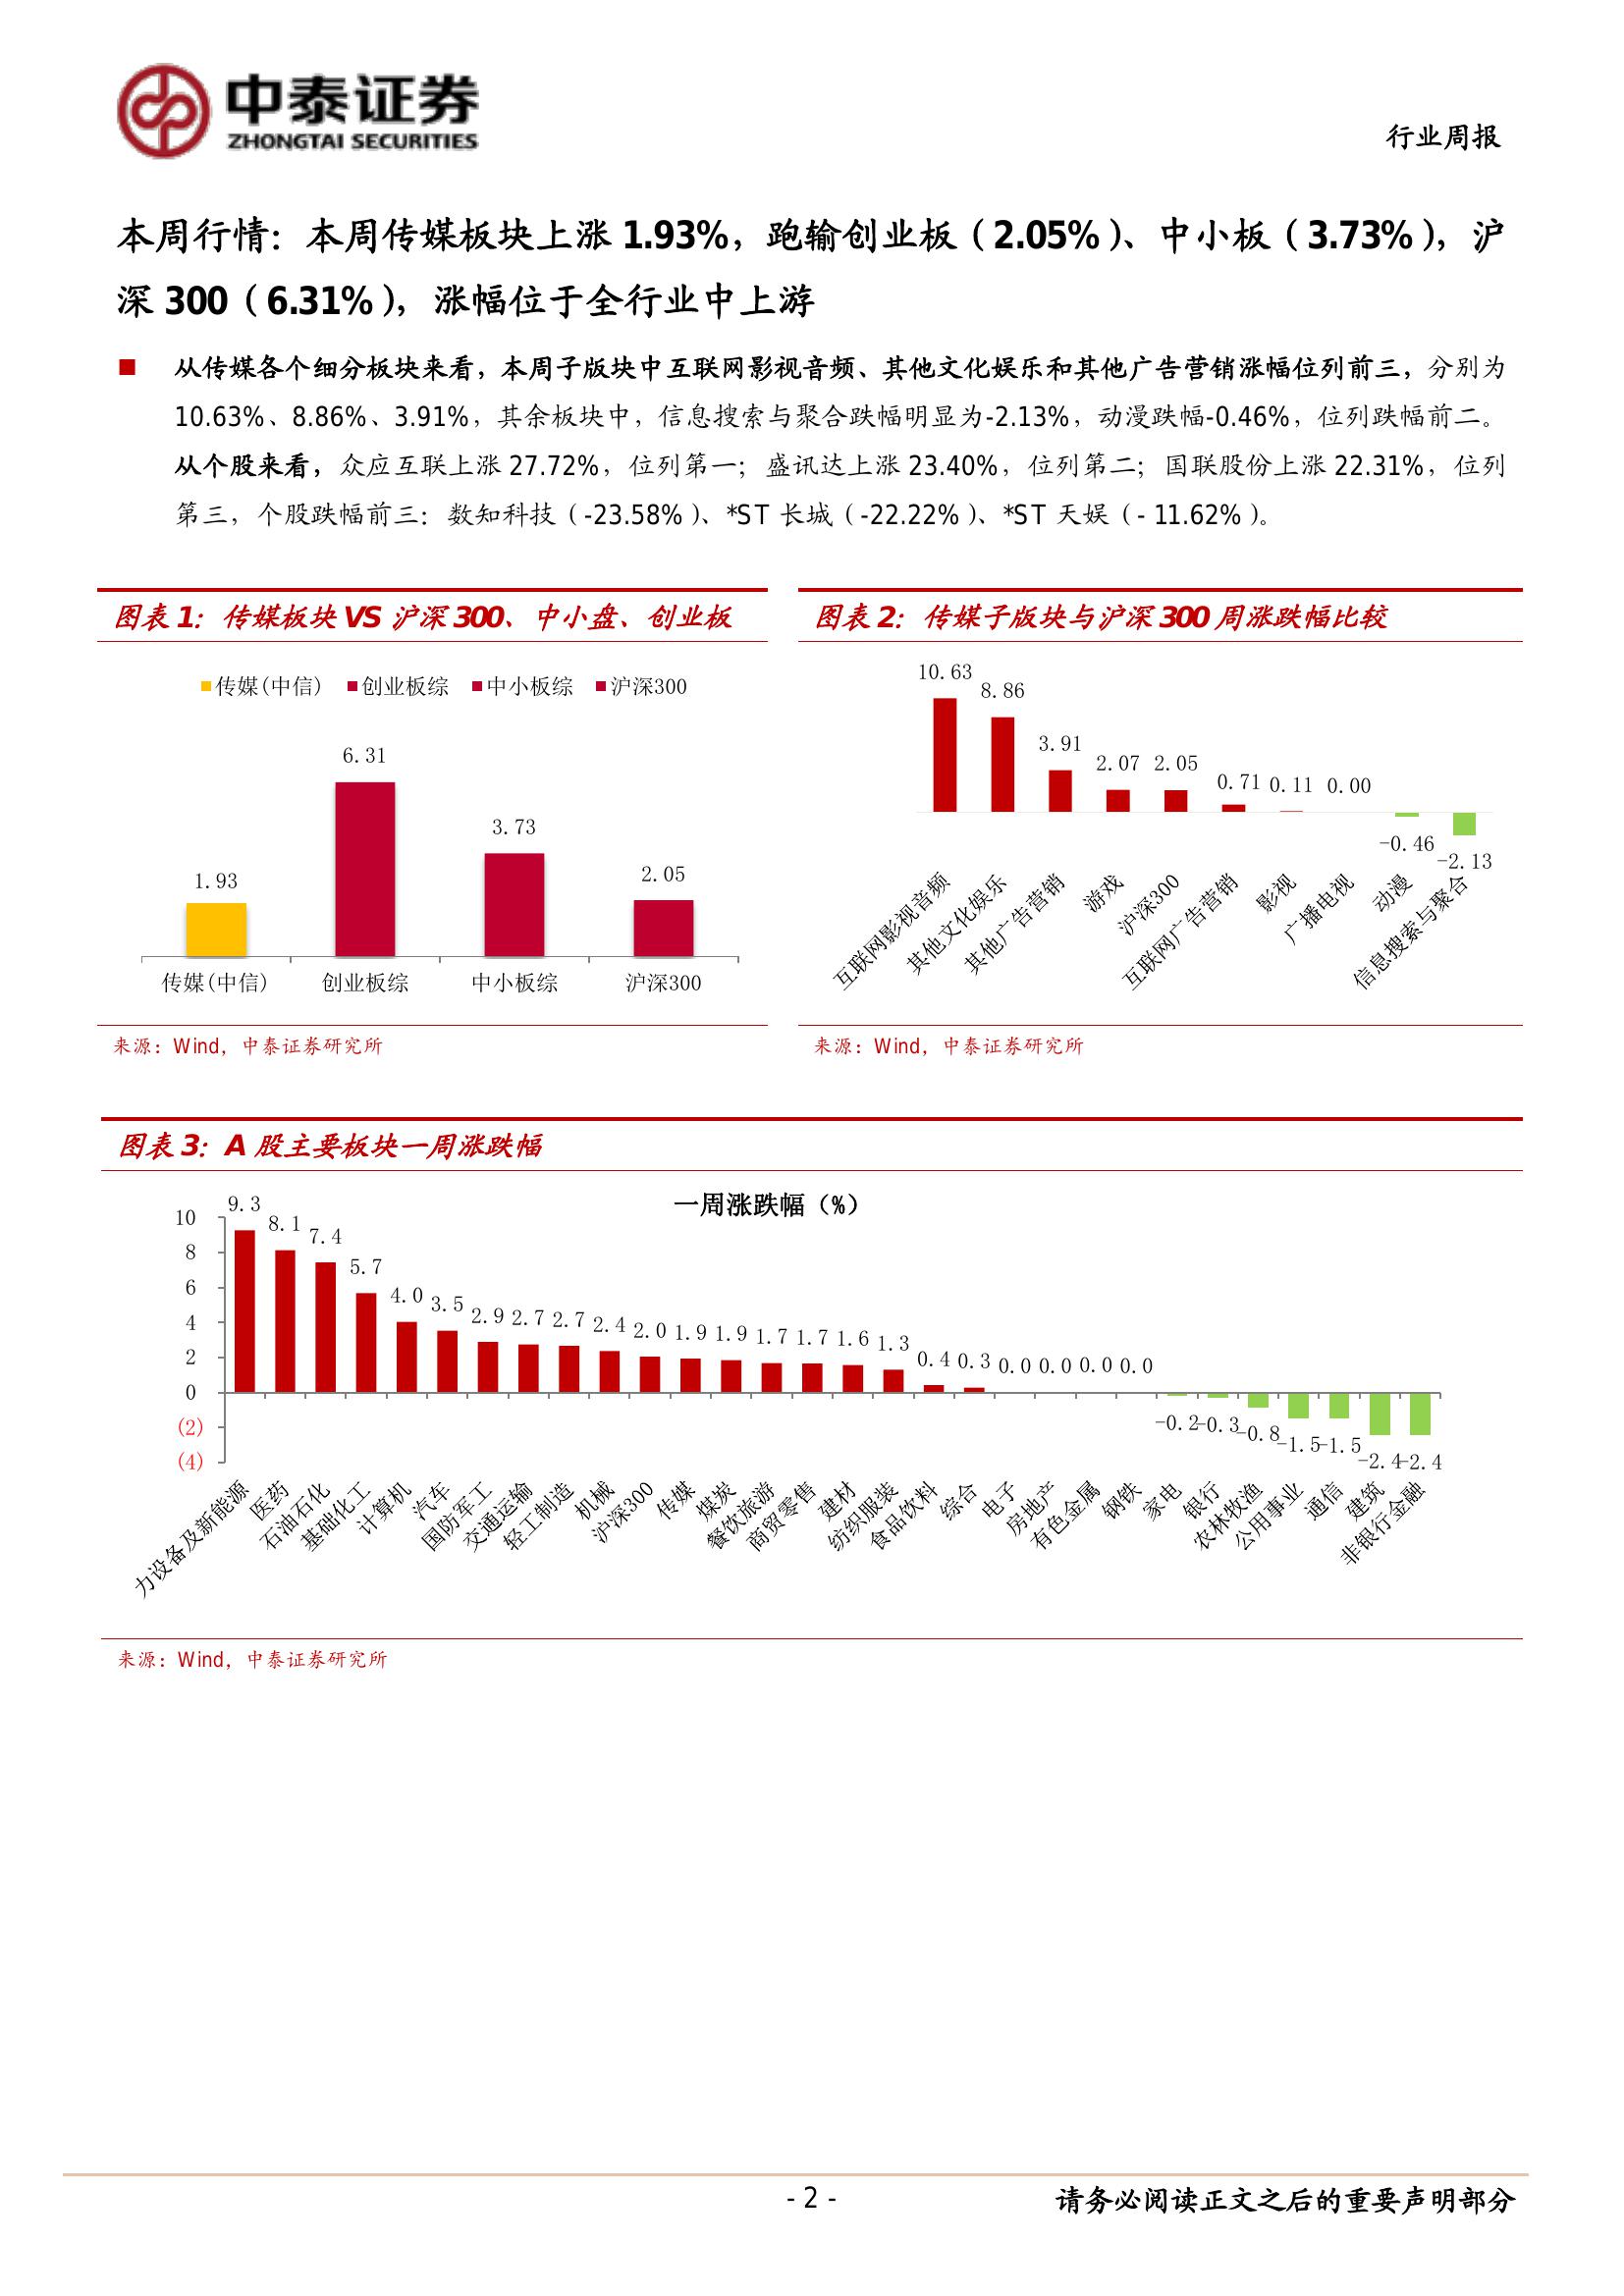 中泰证券
ZHONGTAI SECURITIES
行业周报
本周行情：本周传媒板块上涨 1.93%，跑输创业板（2.05%）、中小板（3.73%），沪
深 300（6.31%），涨幅位于全行业中上游
■ 从传媒各个细分板块来看，本周子版块中互联网影视音频、其他文化娱乐和其他广告营销涨幅位列前三，分别为
10.63%、8.86%、3.91%，其余板块中，信息搜索与聚合跌幅明显为-2.13%，动漫跌幅-0.46%，位列跌幅前二。
从个股来看，众应互联上涨 27.72%，位列第一；盛讯达上涨 23.40%，位列第二；国联股份上涨 22.31%，位列
第三，个股跌幅前三：数知科技（-23.58%）、*ST 长城（-22.22%）、*ST 天娱（- 11.62%）。
图表 1：传媒板块 VS 沪深 300、中小盘、创业板
传媒(中信) 创业板综 中小板综 沪深300
1.93 6.31 3.73 2.05
传媒(中信) 创业板综 中小板综 沪深300
来源：Wind，中泰证券研究所
图表 2：传媒子版块与沪深 300 周涨跌幅比较
10.63 8.86 3.91 2.07 2.05 0.71 0.11 0.00 -0.46 -2.13
互联网影视音频 其他文化娱乐 其他广告营销 游戏 沪深300 互联网广告营销 影视 广播电视 动漫 信息搜索与聚合
来源：Wind，中泰证券研究所
图表 3：A 股主要板块一周涨跌幅
一周涨跌幅（%）
10
8
6
4
2
0
(2)
(4)
9.3 8.1 7.4 5.7 4.0 3.5 2.9 2.7 2.7 2.4 2.0 1.9 1.9 1.7 1.7 1.6 1.3 0.4 0.3 0.0 0.0 0.0 0.0 -0.2 -0.3 -0.8 -1.5 -1.5 -2.4 -2.4
力设备及新能源 医药 石油石化 基础化工 计算机 汽车 国防军工 交通运输 轻工制造 机械 沪深300 传媒 煤炭 餐饮旅游 商贸零售 建材 纺织服装 食品饮料 综合 电子 房地产 有色金属 钢铁 家电 银行 农林牧渔 公用事业 通信 建筑 非银行金融
来源：Wind，中泰证券研究所
- 2 -
请务必阅读正文之后的重要声明部分